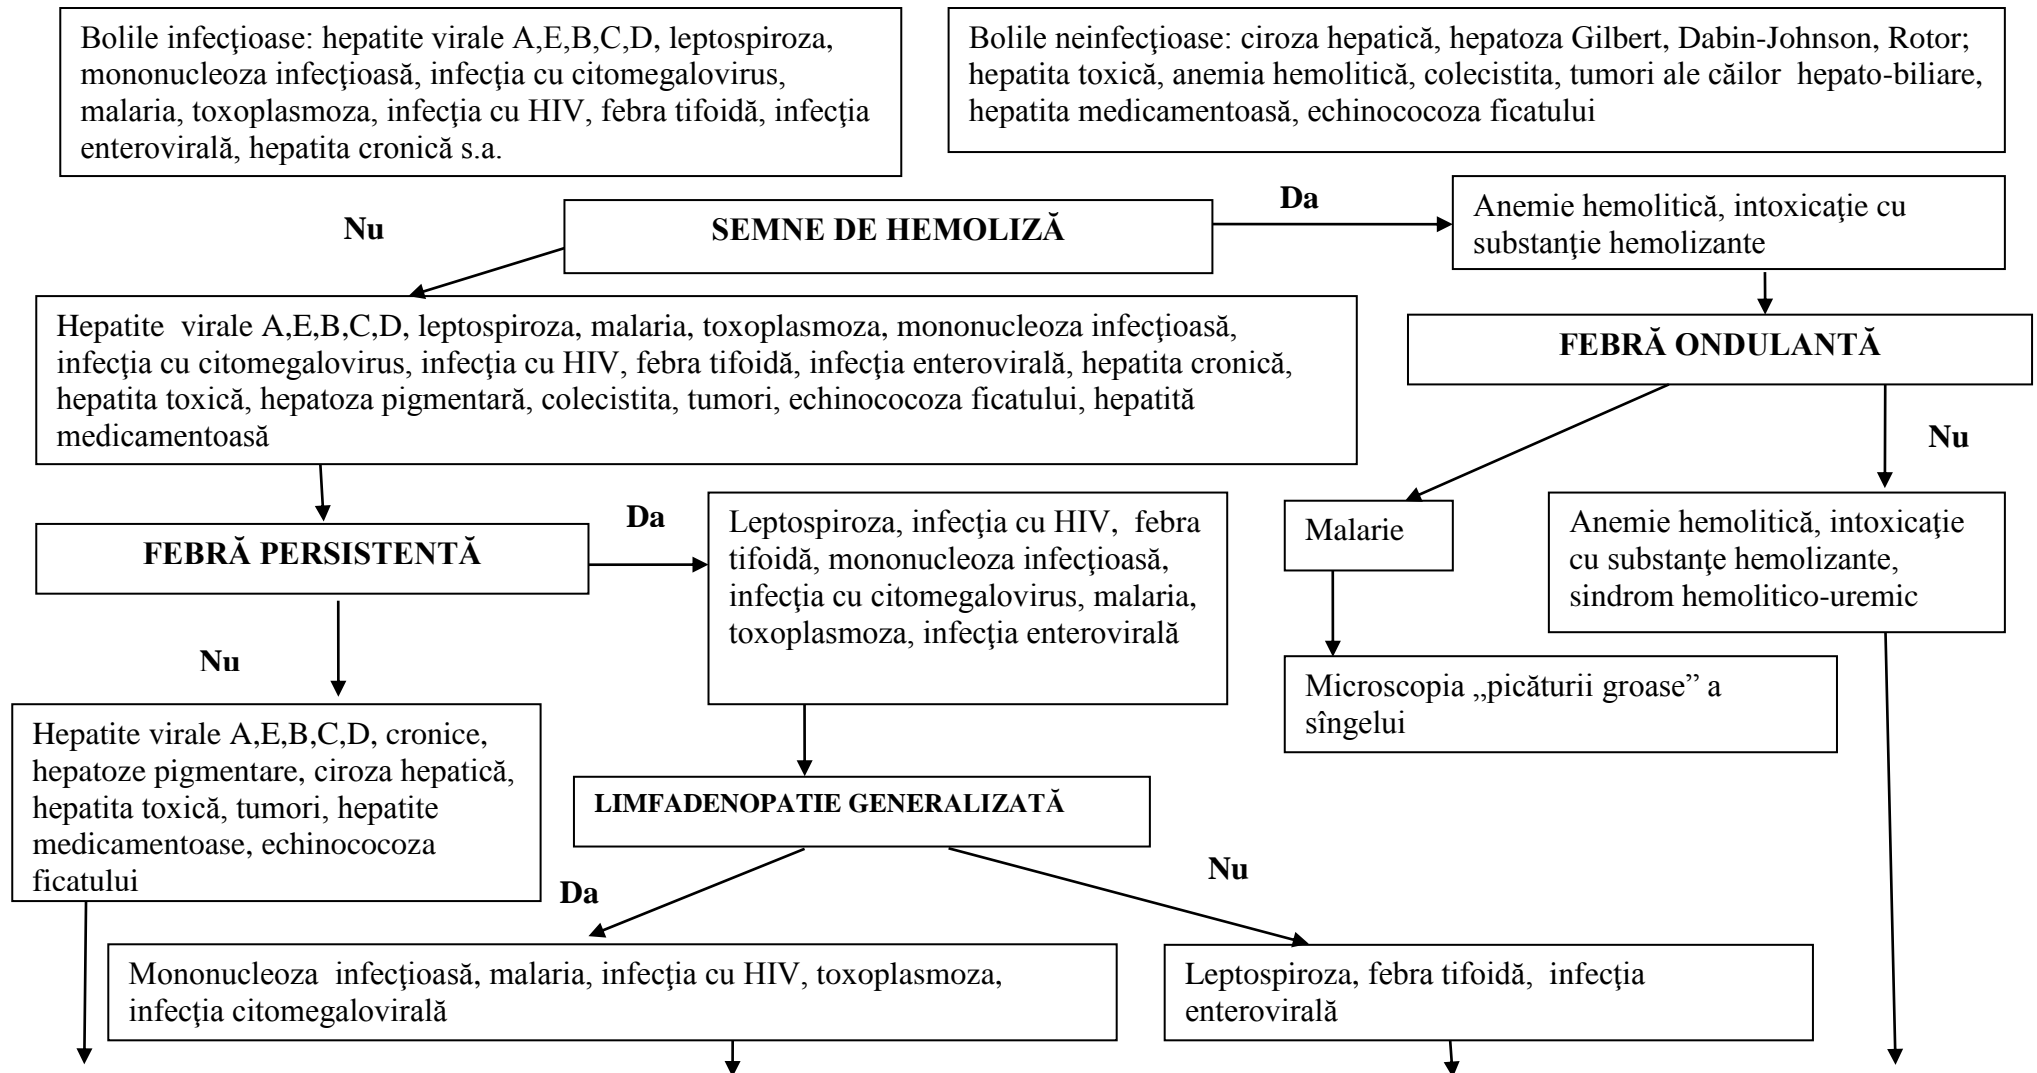 Bolile infecţioase: hepatite virale A,E,B,C,D, leptospiroza,
mononucleoza infecţioasă, infecţia cu citomegalovirus,
malaria, toxoplasmoza, infecţia cu HIV, febra tifoidă, infecţia
enterovirală, hepatita cronică s.a.
Bolile neinfecţioase: ciroza hepatică, hepatoza Gilbert, Dabin-Johnson, Rotor;
hepatita toxică, anemia hemolitică, colecistita, tumori ale căilor hepato-biliare,
hepatita medicamentoasă, echinococoza ficatului
Nu
SEMNE DE HEMOLIZĂ
Da
Anemie hemolitică, intoxicaţie cu
substanţie hemolizante
Hepatite virale A,E,B,C,D, leptospiroza, malaria, toxoplasmoza, mononucleoza infecţioasă,
infecţia cu citomegalovirus, infecţia cu HIV, febra tifoidă, infecţia enterovirală, hepatita cronică,
hepatita toxică, hepatoza pigmentară, colecistita, tumori, echinococoza ficatului, hepatită
medicamentoasă
FEBRĂ ONDULANTĂ
Nu
FEBRĂ PERSISTENTĂ
Da
Leptospiroza, infecţia cu HIV, febra
tifoidă, mononucleoza infecţioasă,
infecţia cu citomegalovirus, malaria,
toxoplasmoza, infecţia enterovirală
Malarie
Anemie hemolitică, intoxicaţie
cu substanţe hemolizante,
sindrom hemolitico-uremic
Nu
Microscopia „picăturii groase” a
sîngelui
Hepatite virale A,E,B,C,D, cronice,
hepatoze pigmentare, ciroza hepatică,
hepatita toxică, tumori, hepatite
medicamentoase, echinococoza
ficatului
LIMFADENOPATIE GENERALIZATĂ
Da
Nu
Mononucleoza infecţioasă, malaria, infecţia cu HIV, toxoplasmoza,
infecţia citomegalovirală
Leptospiroza, febra tifoidă, infecţia
enterovirală